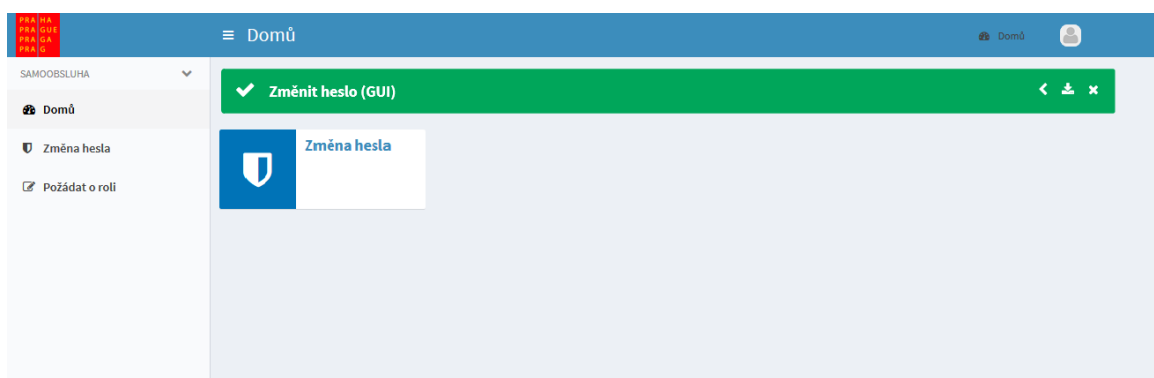 PRA HA
PRA GUE
PRA GA
PRA G
Domů
Domů
SAMOOBSLUHA
Domů
Změna hesla
Požádat o roli
Změnit heslo (GUI)
Změna hesla